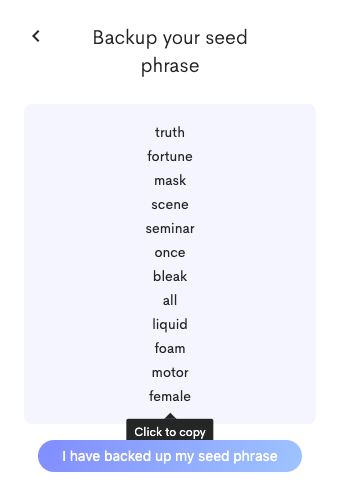 Backup your seed
phrase
truth
fortune
mask
scene
seminar
once
bleak
all
liquid
foam
motor
female
Click to copy
I have backed up my seed phrase